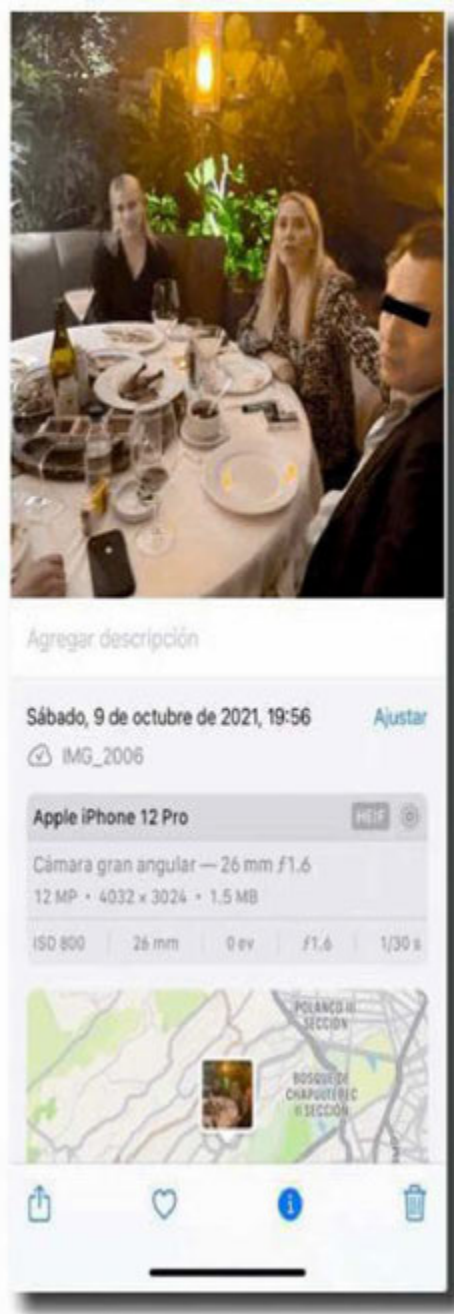 Agregar descripción
Sábado, 9 de octubre de 2021, 19:56 Ajustar
IMG_2006
Apple iPhone 12 Pro HEIF
Cámara gran angular — 26 mm ƒ1.6
12 MP • 4032 x 3024 • 1.5 MB
ISO 800 26 mm 0 ev ƒ1.6 1/30 s
POLANCO III
SECCIÓN
BOSQUE DE
CHAPULTEPEC
II SECCIÓN